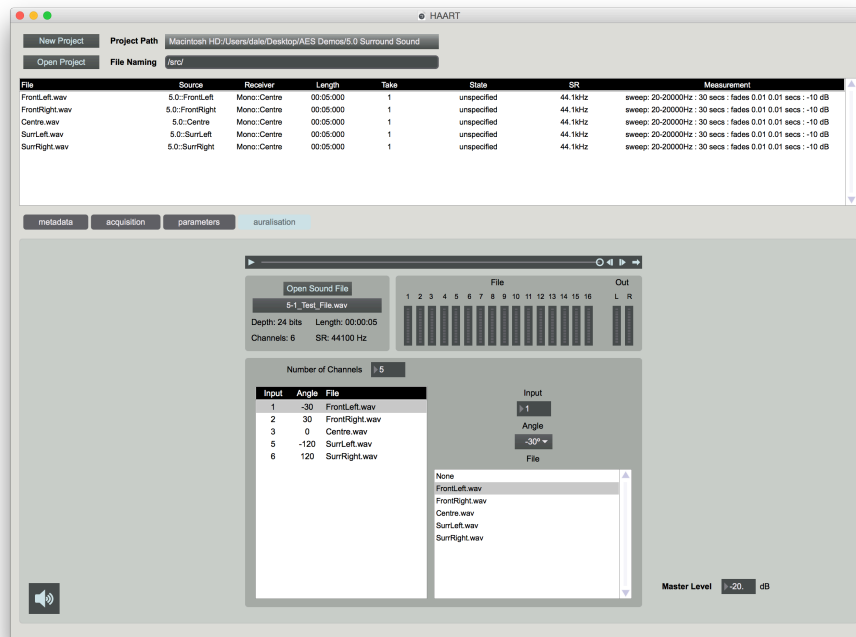 HAART
New Project Project Path Macintosh HD:/Users/dale/Desktop/AES Demos/5.0 Surround Sound
Open Project File Naming /src/
File Source Receiver Length Take State SR Measurement
FrontLeft.wav 5.0::FrontLeft Mono::Centre 00:05:000 1 unspecified 44.1kHz sweep: 20-20000Hz : 30 secs : fades 0.01 0.01 secs : -10 dB
FrontRight.wav 5.0::FrontRight Mono::Centre 00:05:000 1 unspecified 44.1kHz sweep: 20-20000Hz : 30 secs : fades 0.01 0.01 secs : -10 dB
Centre.wav 5.0::Centre Mono::Centre 00:05:000 1 unspecified 44.1kHz sweep: 20-20000Hz : 30 secs : fades 0.01 0.01 secs : -10 dB
SurrLeft.wav 5.0::SurrLeft Mono::Centre 00:05:000 1 unspecified 44.1kHz sweep: 20-20000Hz : 30 secs : fades 0.01 0.01 secs : -10 dB
SurrRight.wav 5.0::SurrRight Mono::Centre 00:05:000 1 unspecified 44.1kHz sweep: 20-20000Hz : 30 secs : fades 0.01 0.01 secs : -10 dB
metadata acquisition parameters auralisation
Open Sound File
5-1_Test_File.wav
Depth: 24 bits Length: 00:00:05
Channels: 6 SR: 44100 Hz
File Out
1 2 3 4 5 6 7 8 9 10 11 12 13 14 15 16 L R
Number of Channels 5
Input Angle File
1 -30 FrontLeft.wav
2 30 FrontRight.wav
3 0 Centre.wav
5 -120 SurrLeft.wav
6 120 SurrRight.wav
Input
1
Angle
-30º
File
None
FrontLeft.wav
FrontRight.wav
Centre.wav
SurrLeft.wav
SurrRight.wav
Master Level -20. dB